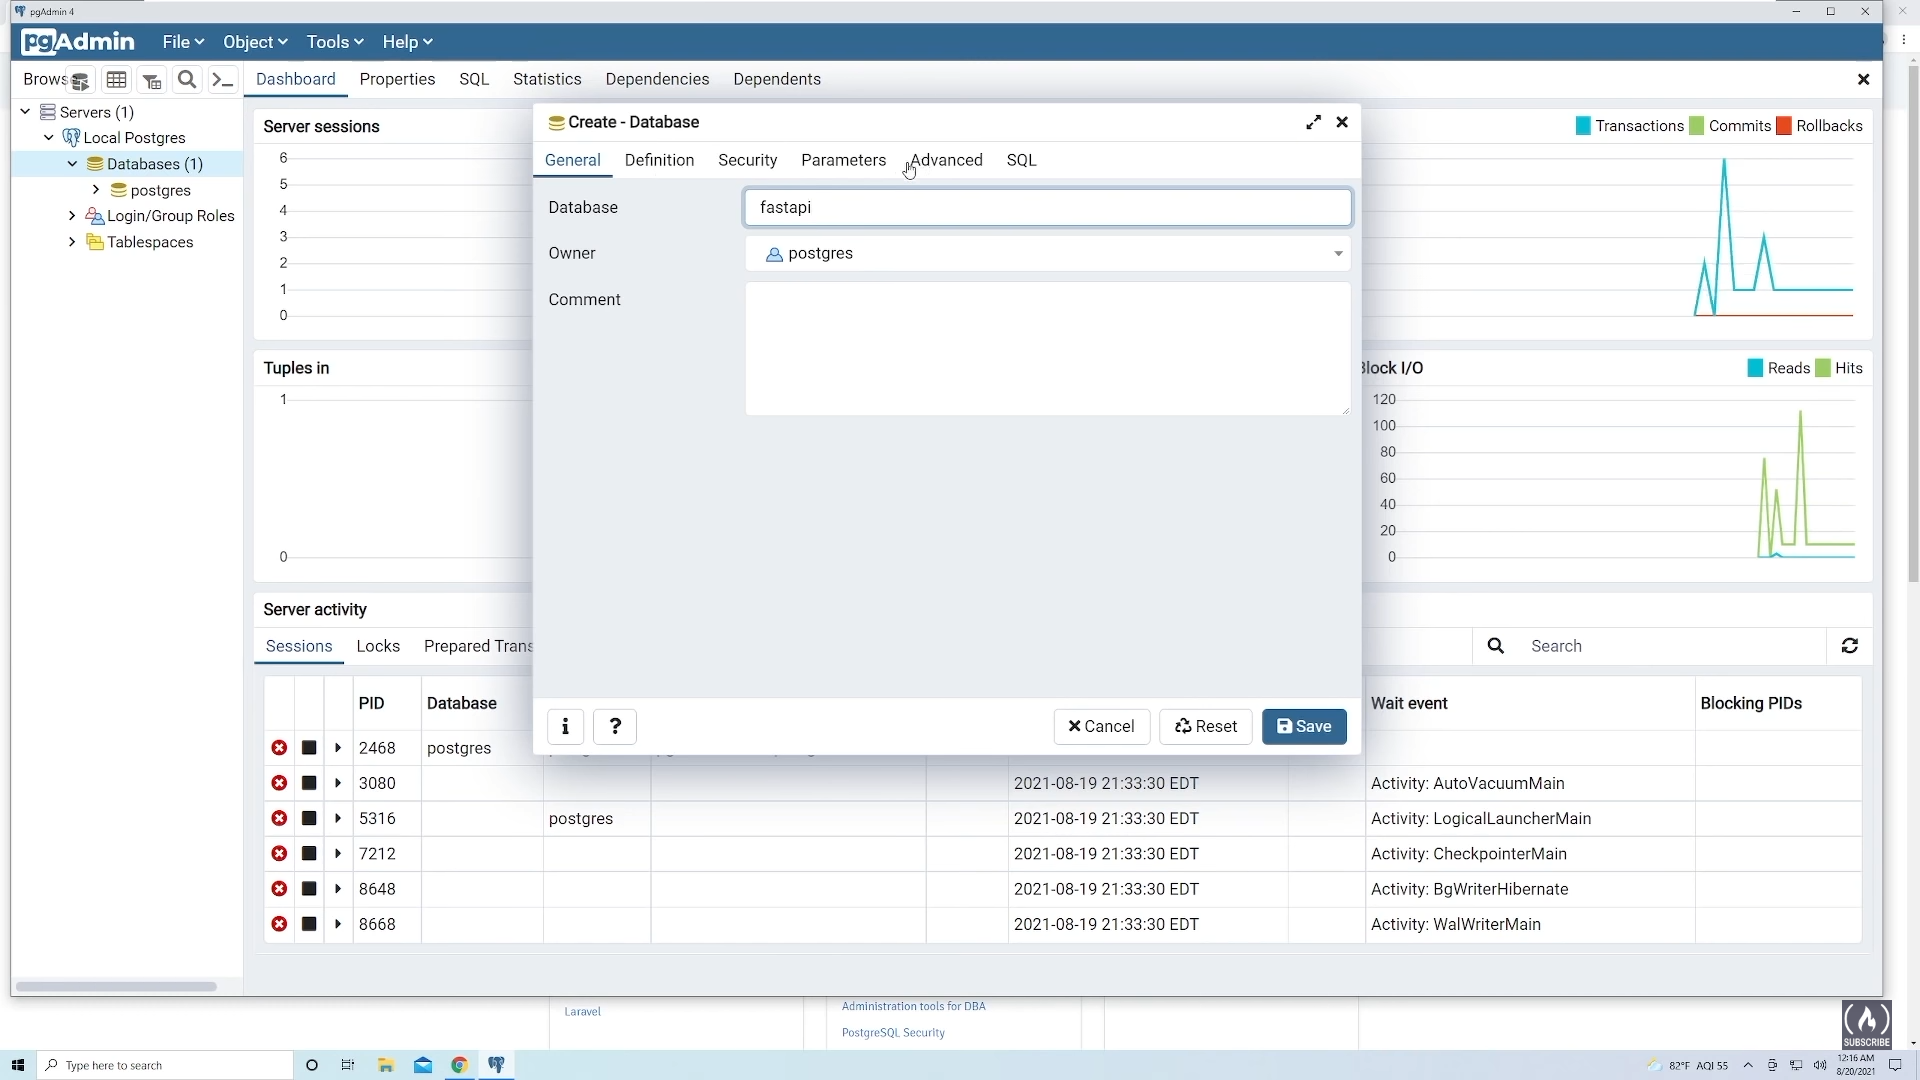 pgAdmin 4
pgAdmin File Object Tools Help
Brows
Dashboard Properties SQL Statistics Dependencies Dependents
Servers (1)
Local Postgres
Databases (1)
postgres
Login/Group Roles
Tablespaces
Server sessions
6
5
4
3
2
1
0
Create - Database
General Definition Security Parameters Advanced SQL
Database fastapi
Owner postgres
Comment
i ? Cancel Reset Save
Transactions Commits Rollbacks
Tuples in
1
0
Block I/O Reads Hits
120
100
80
60
40
20
0
Server activity
Sessions Locks Prepared Trans
Search
PID Database Wait event Blocking PIDs
2468 postgres
3080 2021-08-19 21:33:30 EDT Activity: AutoVacuumMain
5316 postgres 2021-08-19 21:33:30 EDT Activity: LogicalLauncherMain
7212 2021-08-19 21:33:30 EDT Activity: CheckpointerMain
8648 2021-08-19 21:33:30 EDT Activity: BgWriterHibernate
8668 2021-08-19 21:33:30 EDT Activity: WalWriterMain
Laravel
Administration tools for DBA
PostgreSQL Security
SUBSCRIBE
Type here to search
82°F AQI 55
12:16 AM
8/20/2021